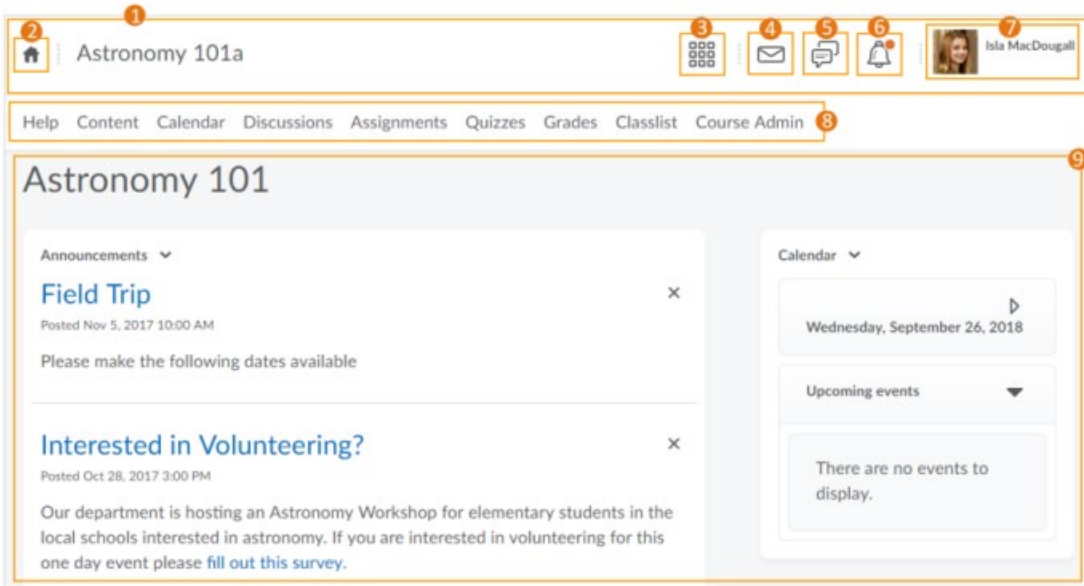 1
2
Astronomy 101a
3
4
5
6
7
Isla MacDougall
Help Content Calendar Discussions Assignments Quizzes Grades Classlist Course Admin
8
9
Astronomy 101
Announcements
Field Trip
Posted Nov 5, 2017 10:00 AM
Please make the following dates available
Interested in Volunteering?
Posted Oct 28, 2017 3:00 PM
Our department is hosting an Astronomy Workshop for elementary students in the
local schools interested in astronomy. If you are interested in volunteering for this
one day event please fill out this survey.
Calendar
Wednesday, September 26, 2018
Upcoming events
There are no events to
display.